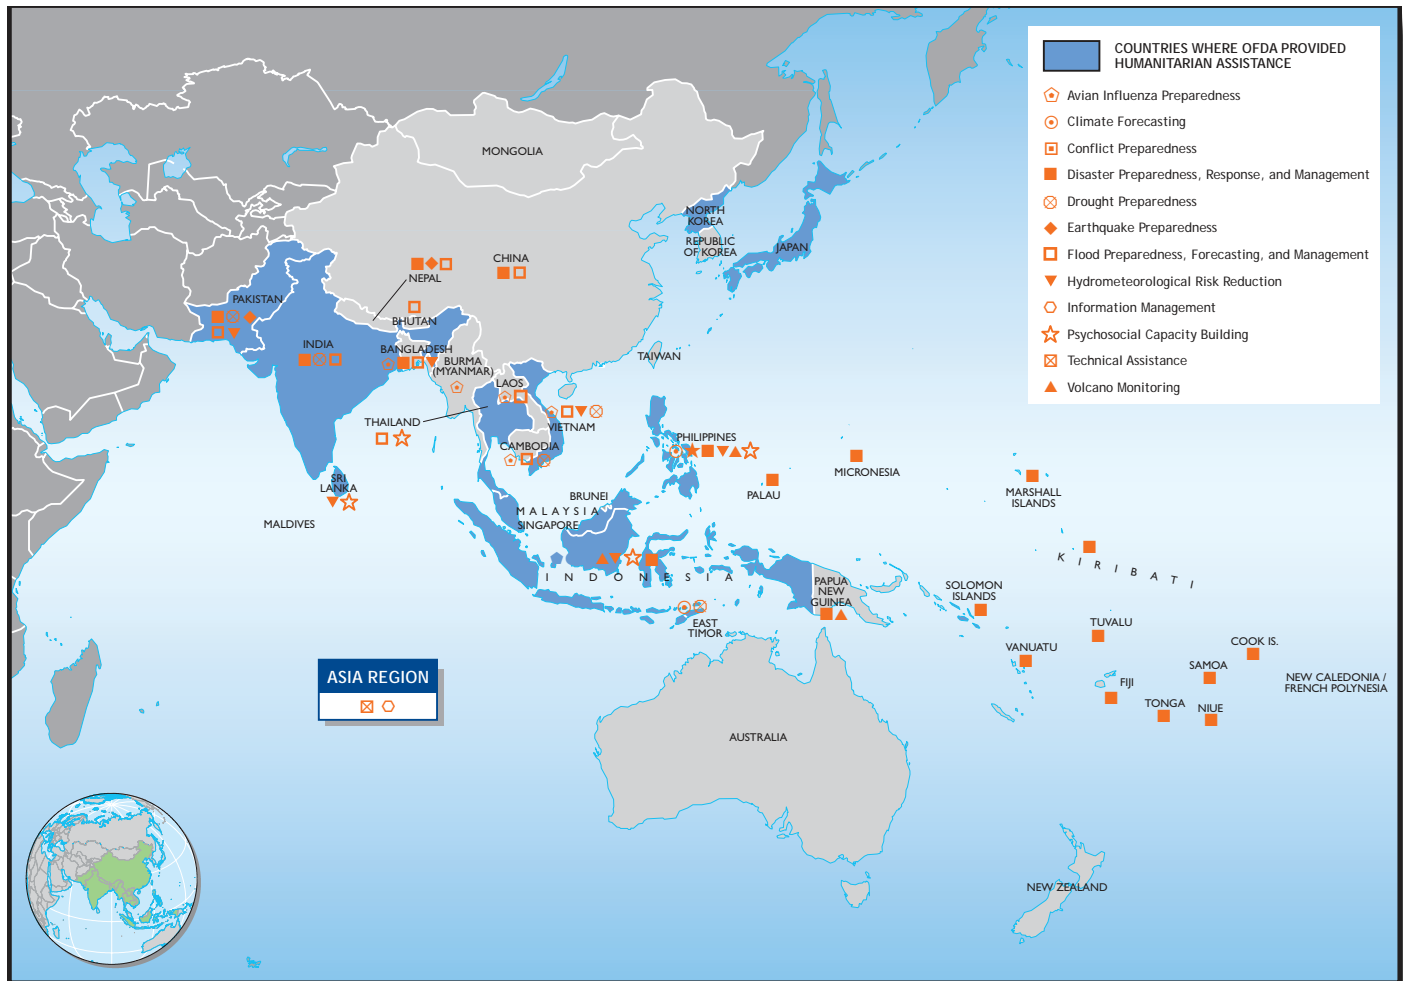 COUNTRIES WHERE OFDA PROVIDED
HUMANITARIAN ASSISTANCE
Avian Influenza Preparedness
Climate Forecasting
Conflict Preparedness
Disaster Preparedness, Response, and Management
Drought Preparedness
Earthquake Preparedness
Flood Preparedness, Forecasting, and Management
Hydrometeorological Risk Reduction
Information Management
Psychosocial Capacity Building
Technical Assistance
Volcano Monitoring
MONGOLIA
NORTH
KOREA
REPUBLIC
OF KOREA
JAPAN
CHINA
NEPAL
PAKISTAN
BHUTAN
INDIA
BANGLADESH
BURMA
(MYANMAR)
TAIWAN
LAOS
THAILAND
VIETNAM
CAMBODIA
PHILIPPINES
MICRONESIA
PALAU
MARSHALL
ISLANDS
SRI
LANKA
MALDIVES
BRUNEI
MALAYSIA
SINGAPORE
INDONESIA
KIRIBATI
PAPUA
NEW
GUINEA
SOLOMON
ISLANDS
EAST
TIMOR
TUVALU
VANUATU
COOK IS.
SAMOA
FIJI
NEW CALEDONIA /
FRENCH POLYNESIA
TONGA
NIUE
ASIA REGION
AUSTRALIA
NEW ZEALAND